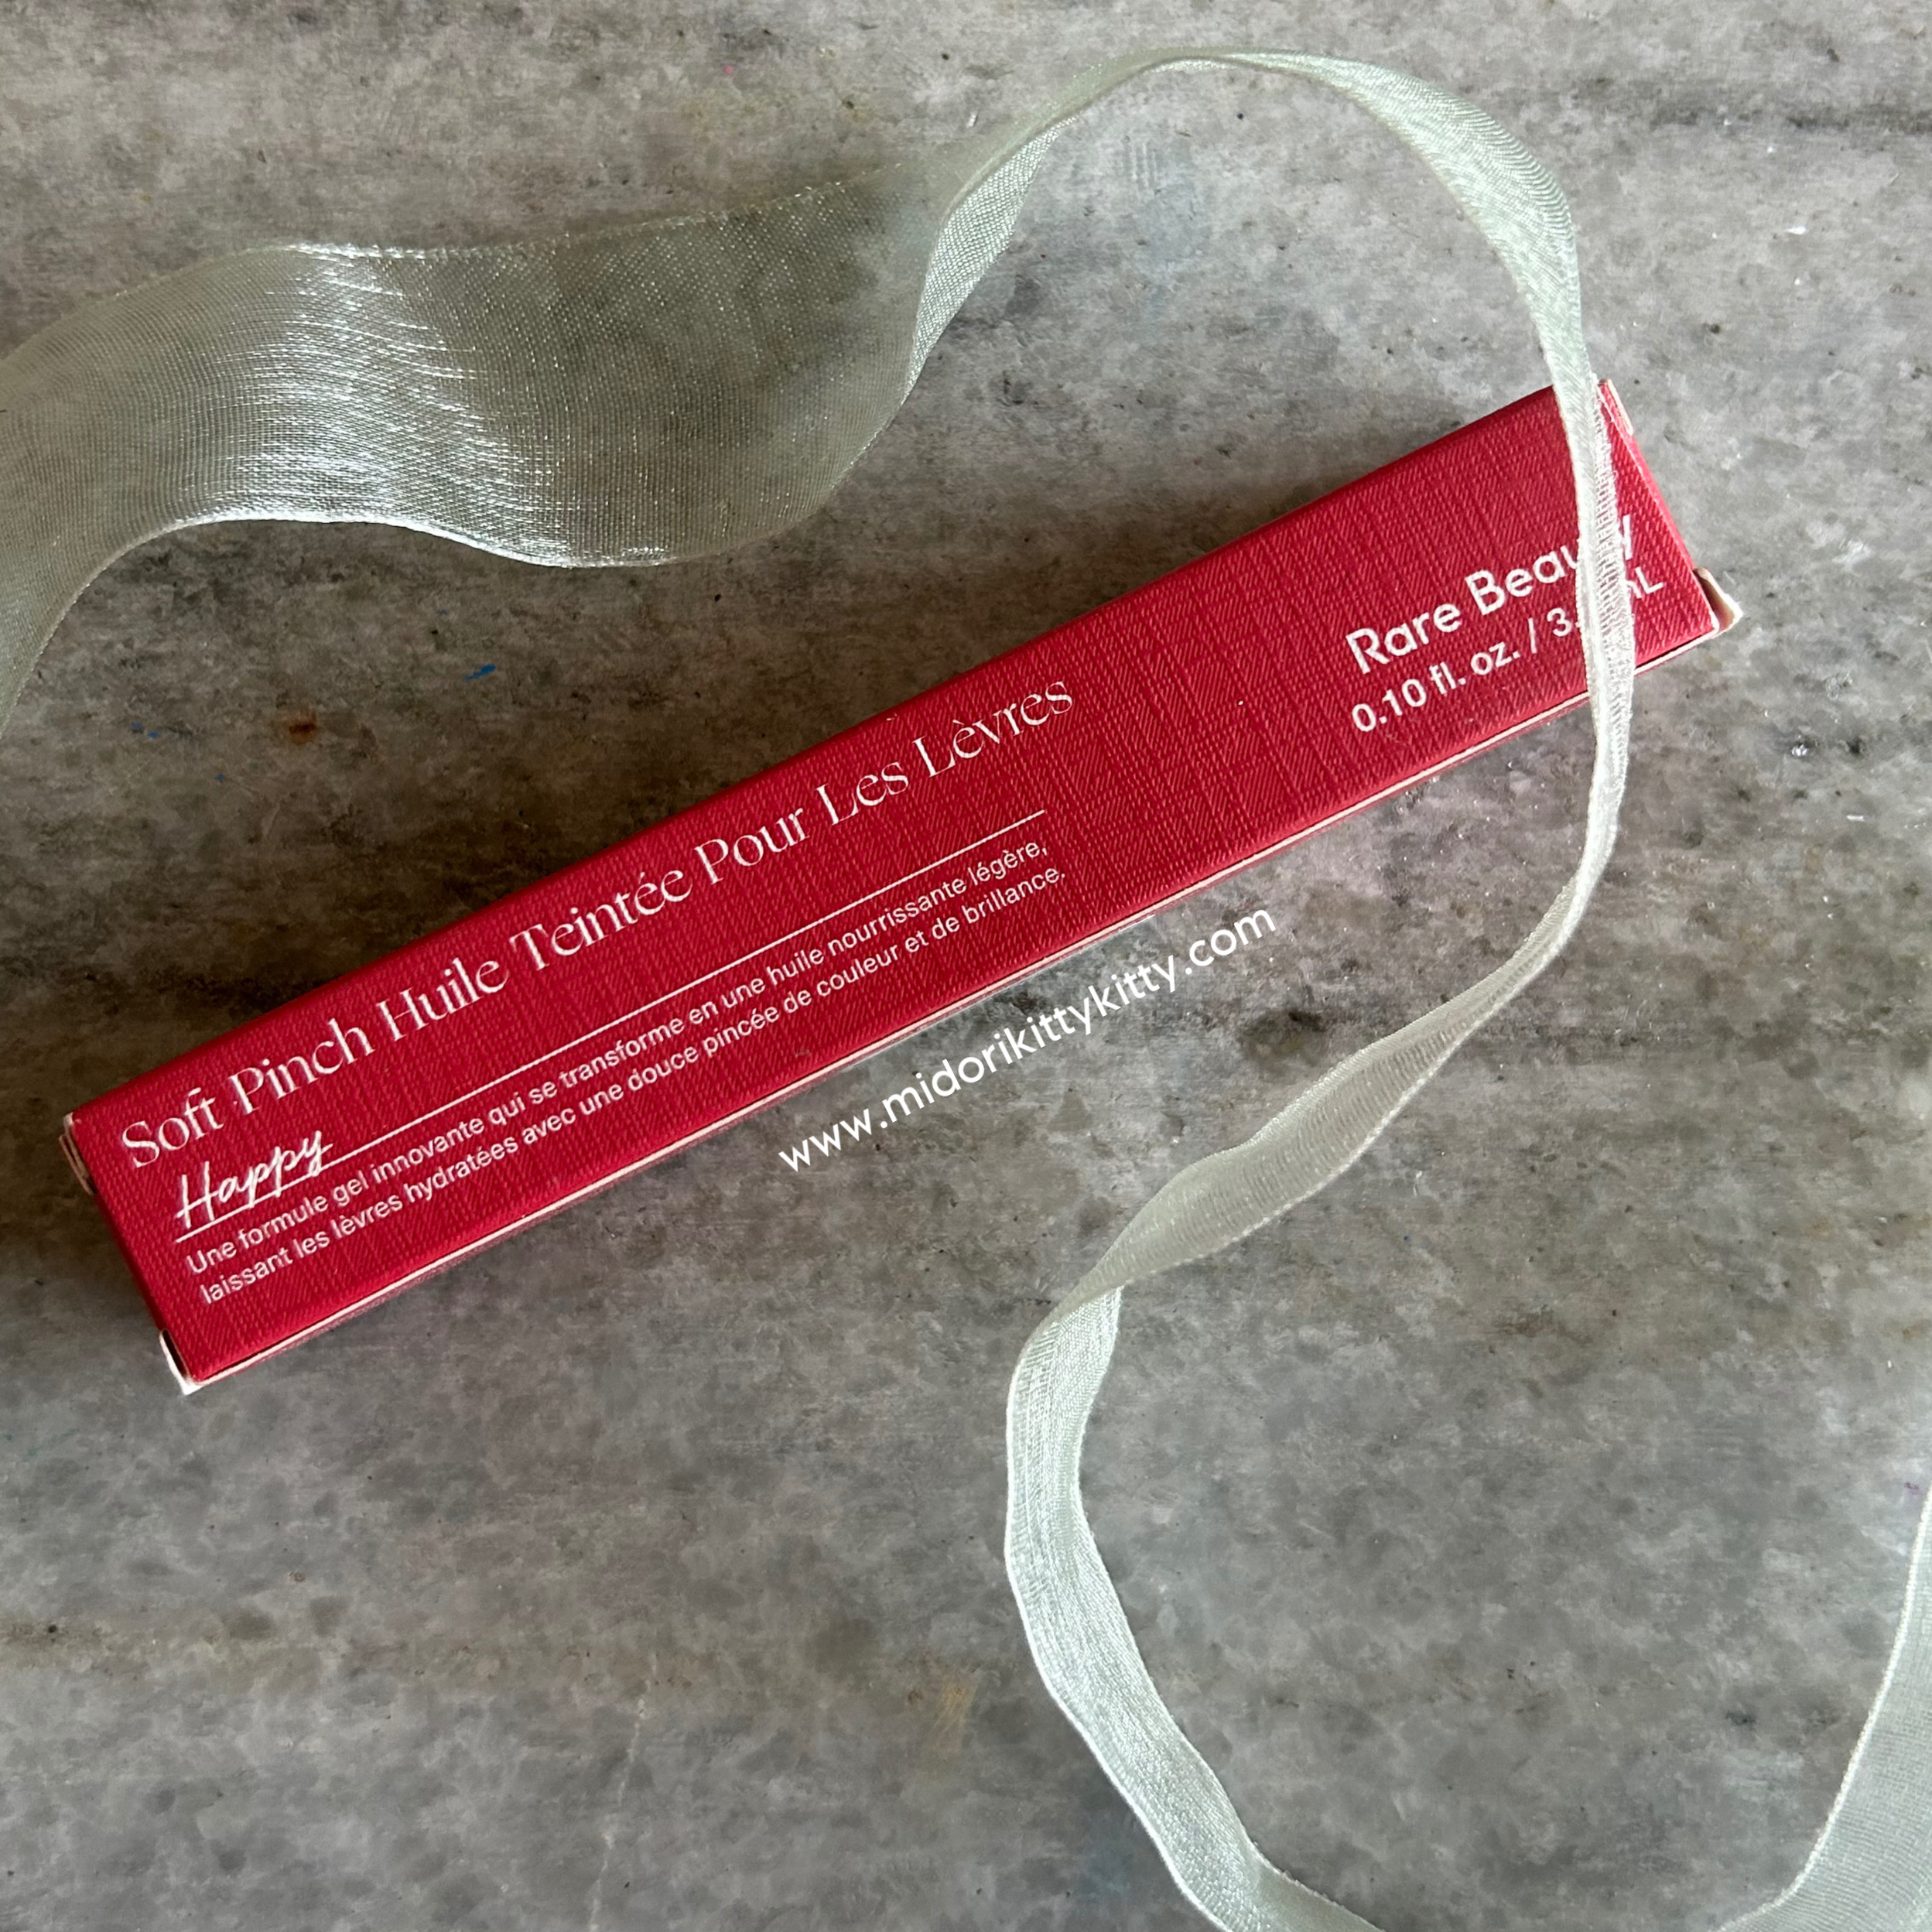 Soft Pinch Huile Teintée Pour Les Lèvres
Happy
Une formule gel innovante qui se transforme en une huile nourrissante légère,
laissant les lèvres hydratées avec une douce pincée de couleur et de brillance.
Rare Beauty
0.10 fl. oz. /
www.midorikittykitty.com